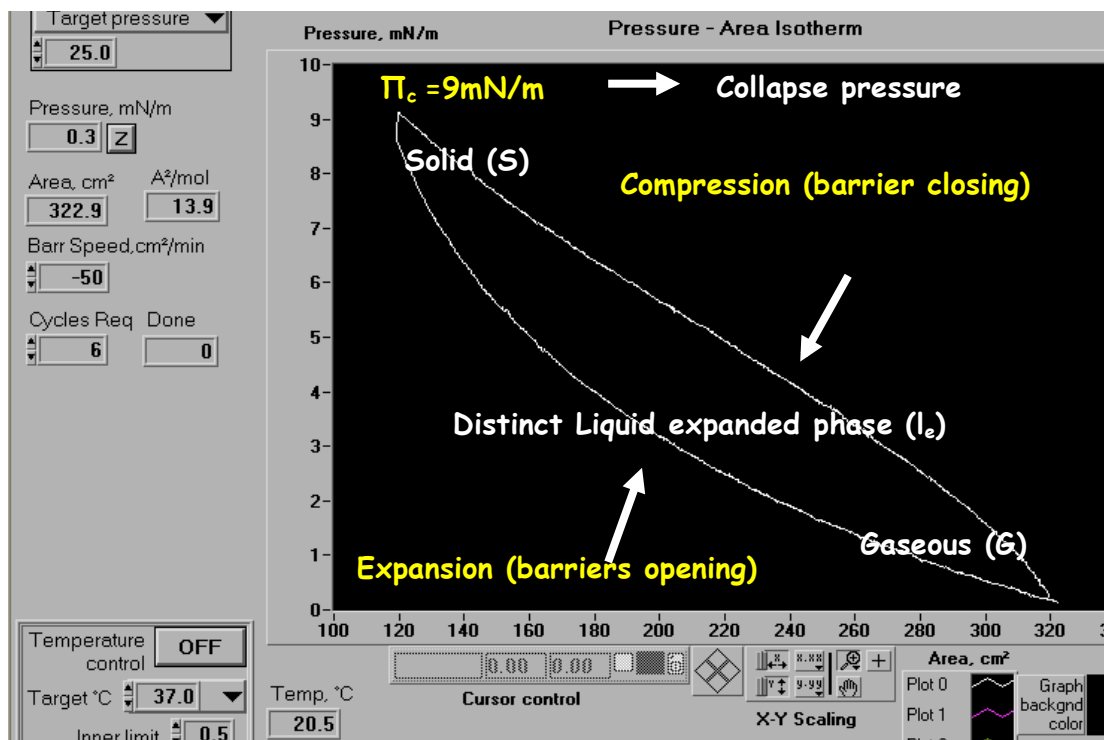 Target pressure
25.0
Pressure, mN/m
0.3 Z
Area, cm² A²/mol
322.9 13.9
Barr Speed,cm²/min
-50
Cycles Req Done
6 0
Temperature control OFF
Target °C 37.0
Inner limit 0.5
Pressure, mN/m
Pressure - Area Isotherm
Πc =9mN/m Collapse pressure
Solid (S)
Compression (barrier closing)
Distinct Liquid expanded phase (le)
Gaseous (G)
Expansion (barriers opening)
10
9
8
7
6
5
4
3
2
1
0
100 120 140 160 180 200 220 240 260 280 300 320
Temp, °C
20.5
0.00 0.00
Cursor control
X x.xx
Y y.yy
X-Y Scaling
Area, cm²
Plot 0
Plot 1
Graph
backgnd
color